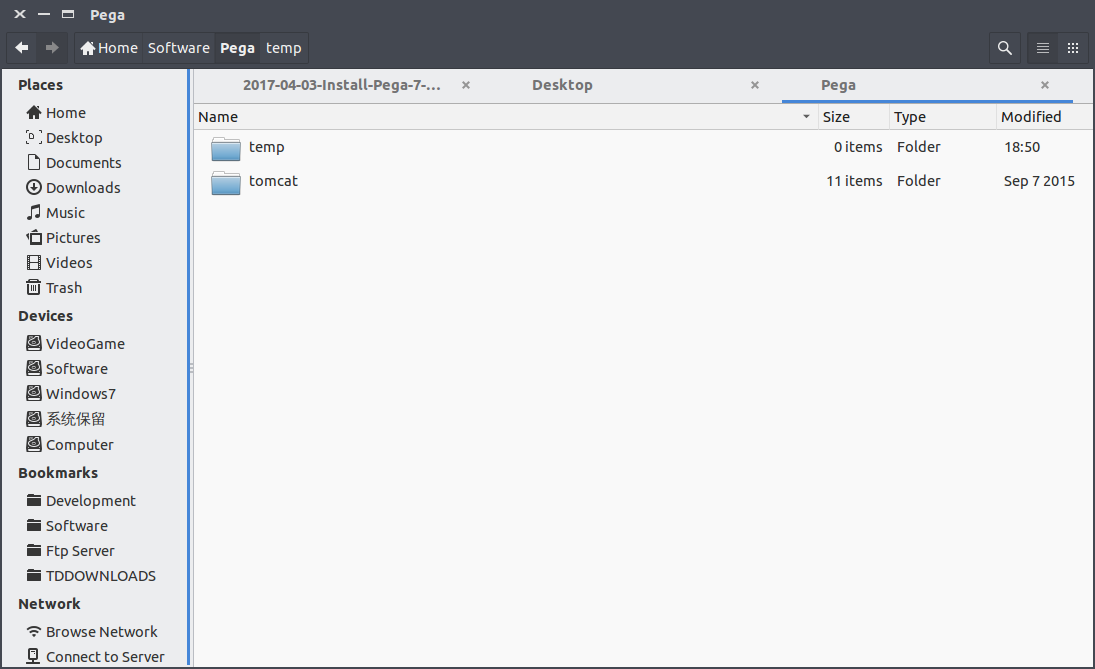 Pega
Home Software Pega temp
Places
Home
Desktop
Documents
Downloads
Music
Pictures
Videos
Trash
Devices
VideoGame
Software
Windows7
系统保留
Computer
Bookmarks
Development
Software
Ftp Server
TDDOWNLOADS
Network
Browse Network
Connect to Server
2017-04-03-Install-Pega-7-... Desktop Pega
Name Size Type Modified
temp 0 items Folder 18:50
tomcat 11 items Folder Sep 7 2015